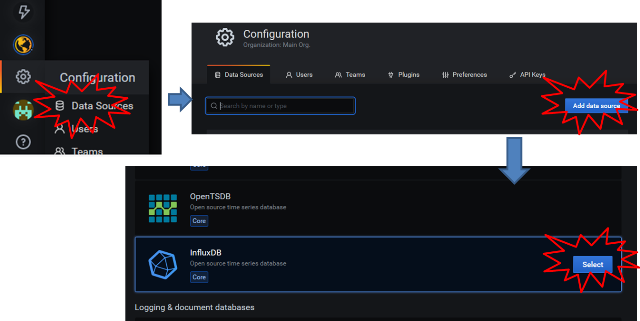 Configuration
Data Sources
Users
Teams
Configuration
Organization: Main Org.
Data Sources
Users
Teams
Plugins
Preferences
API Keys
Search by name or type
Add data source
Core
OpenTSDB
Open source time series database
Core
InfluxDB
Open source time series database
Core
Select
Logging & document databases